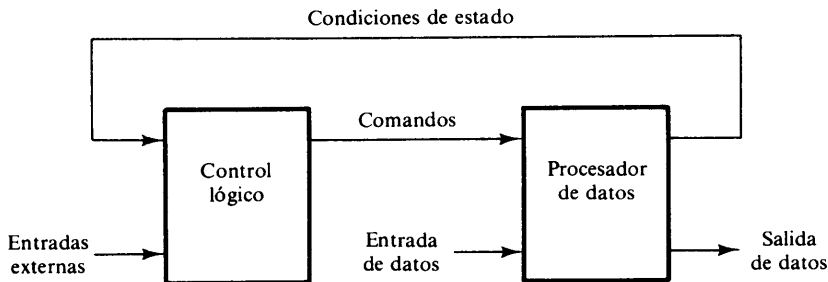 Condiciones de estado
Comandos
Control
lógico
Procesador
de datos
Entradas
externas
Entrada
de datos
Salida
de datos